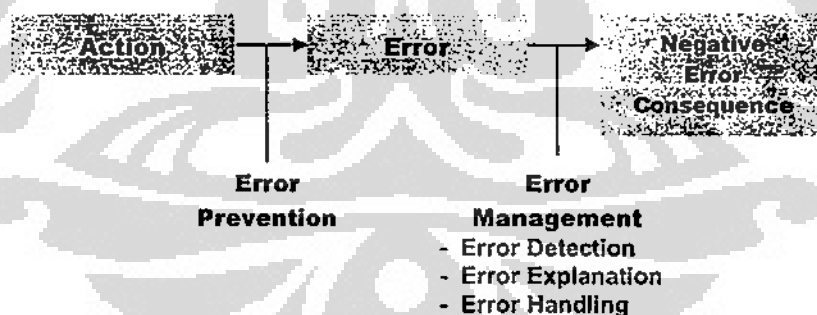 Action
Error
Negative
Error
Consequence
Error
Prevention
Error
Management
- Error Detection
- Error Explanation
- Error Handling